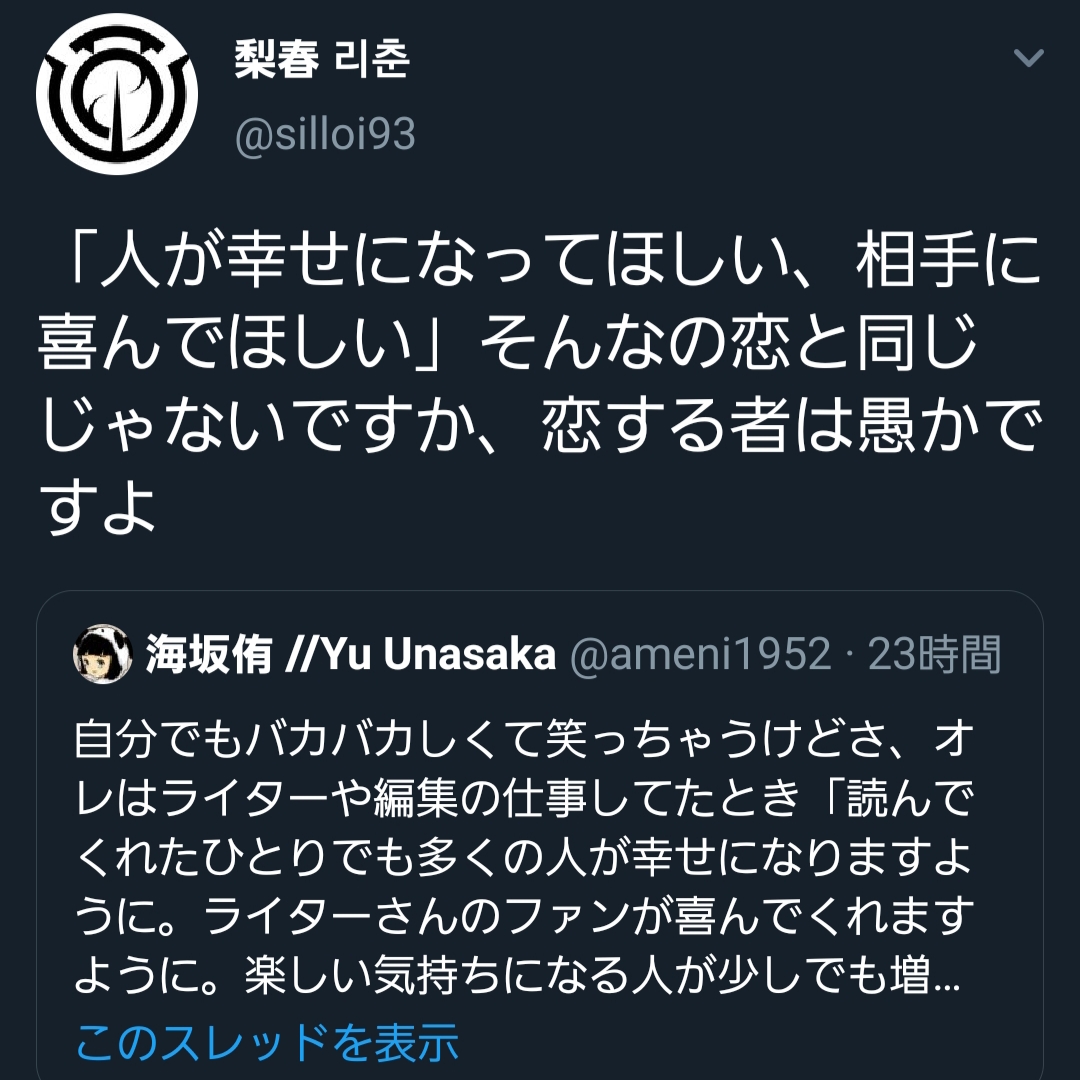 梨春 리춘
@silloi93
「人が幸せになってほしい、相手に
喜んでほしい」そんなの恋と同じ
じゃないですか、恋する者は愚かで
すよ
海坂侑 //Yu Unasaka @ameni1952 · 23時間
自分でもバカバカしくて笑っちゃうけどさ、オ
レはライターや編集の仕事してたとき「読んで
くれたひとりでも多くの人が幸せになりますよ
うに。ライターさんのファンが喜んでくれます
ように。楽しい気持ちになる人が少しでも増...
このスレッドを表示